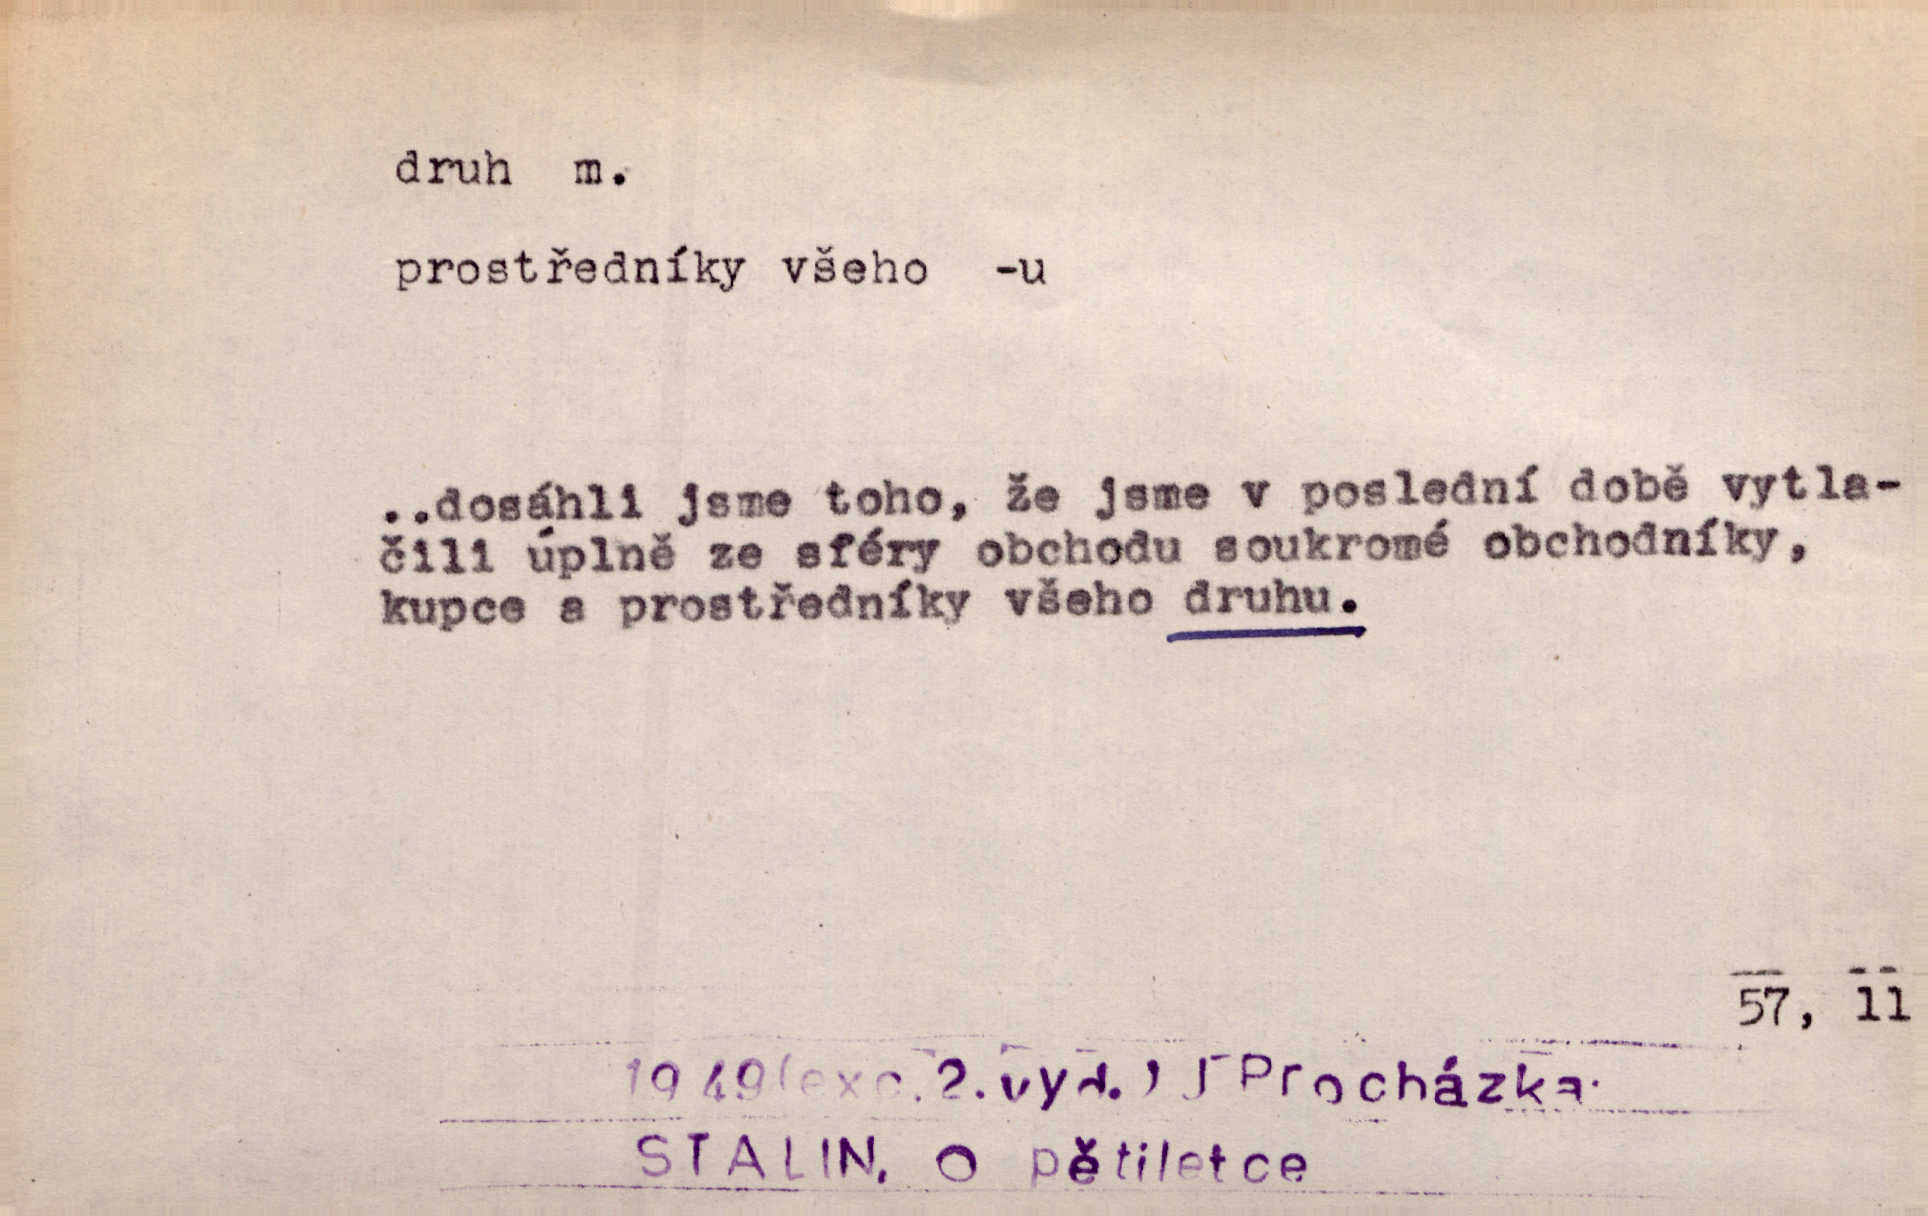 druh m.
prostředníky všeho -u
..dosáhli jsme toho, že jsme v poslední době vytla-
čili úplně ze sféry obchodu soukromé obchodníky,
kupce a prostředníky všeho druhu.
57, 11
1949(exc. 2. vyd.) J Procházka.
STALIN, O pětiletce